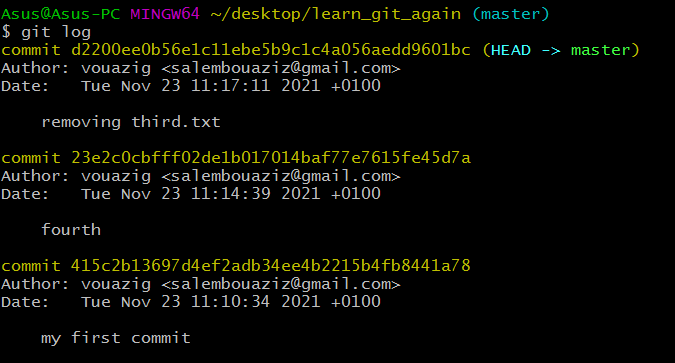 Asus@Asus-PC MINGW64 ~/desktop/learn_git_again (master)
$ git log
commit d2200ee0b56e1c11ebe5b9c1c4a056aedd9601bc (HEAD -> master)
Author: vouazig <salembouaziz@gmail.com>
Date:   Tue Nov 23 11:17:11 2021 +0100
removing third.txt
commit 23e2c0cbfff02de1b017014baf77e7615fe45d7a
Author: vouazig <salembouaziz@gmail.com>
Date:   Tue Nov 23 11:14:39 2021 +0100
fourth
commit 415c2b13697d4ef2adb34ee4b2215b4fb8441a78
Author: vouazig <salembouaziz@gmail.com>
Date:   Tue Nov 23 11:10:34 2021 +0100
my first commit